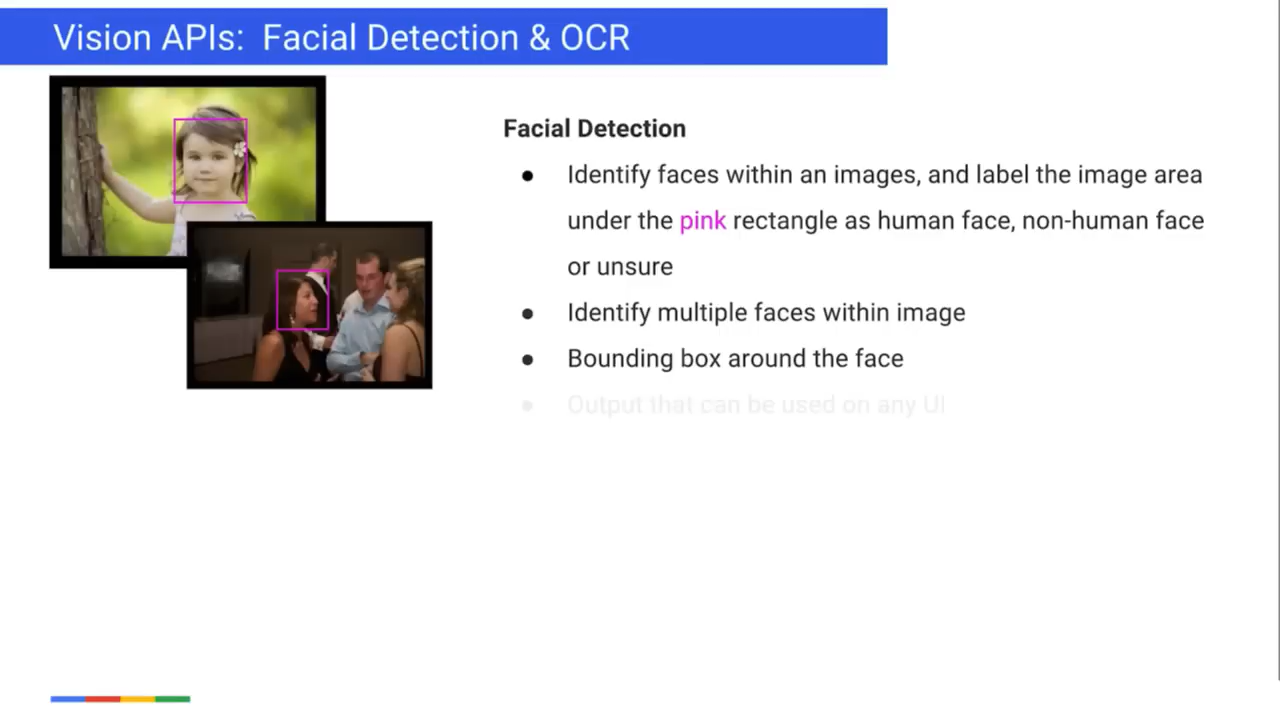 Vision APIs: Facial Detection & OCR
Facial Detection
● Identify faces within an images, and label the image area
under the pink rectangle as human face, non-human face
or unsure
● Identify multiple faces within image
● Bounding box around the face
● Output that can be used on any UI